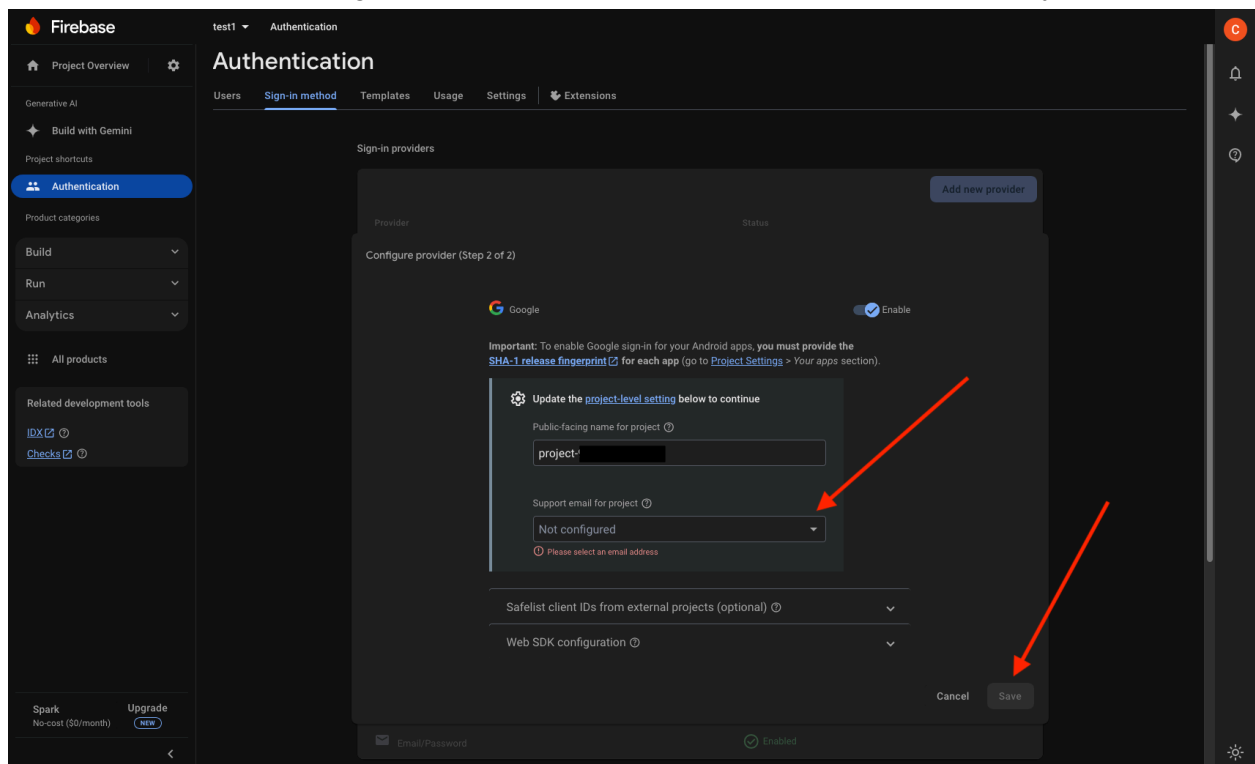 Firebase
test1
Authentication
C
Project Overview
Authentication
Users
Sign-in method
Templates
Usage
Settings
Extensions
Generative AI
Build with Gemini
Project shortcuts
Authentication
Product categories
Build
Run
Analytics
All products
Related development tools
IDX
Checks
Spark
No-cost ($0/month)
Upgrade
NEW
Sign-in providers
Add new provider
Provider
Status
Configure provider (Step 2 of 2)
Google
Enable
Important: To enable Google sign-in for your Android apps, you must provide the
SHA-1 release fingerprint for each app (go to Project Settings > Your apps section).
Update the project-level setting below to continue
Public-facing name for project
project-
Support email for project
Not configured
Please select an email address
Safelist client IDs from external projects (optional)
Web SDK configuration
Cancel
Save
Email/Password
Enabled